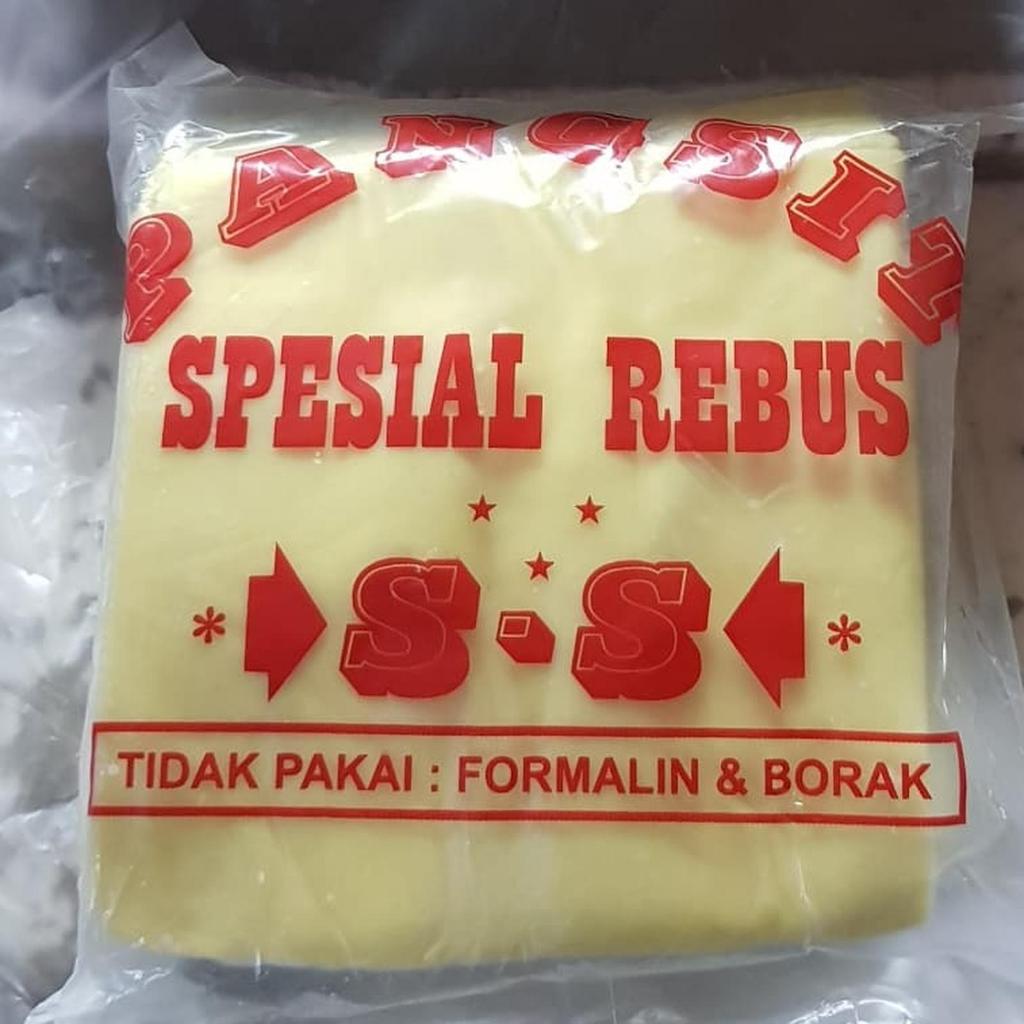 PANGSIT
SPESIAL REBUS
* S.S *
TIDAK PAKAI : FORMALIN & BORAK